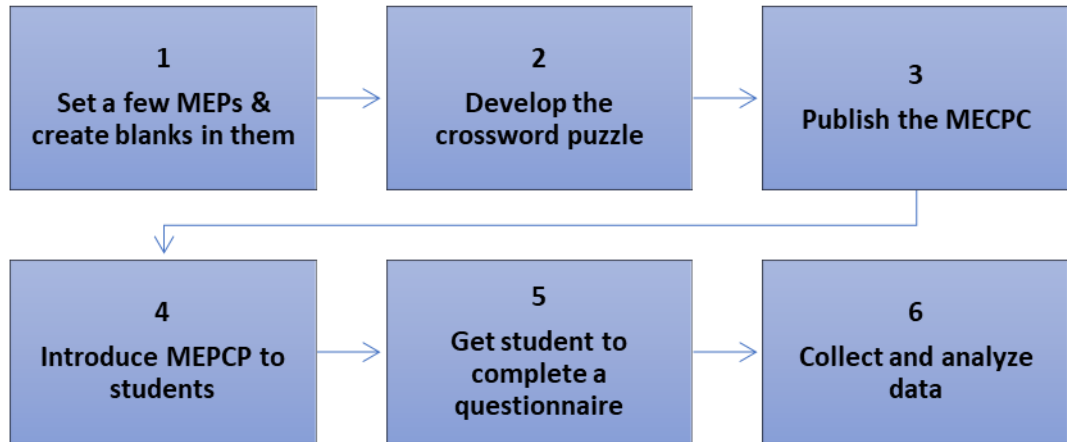 1
Set a few MEPs &
create blanks in them
2
Develop the
crossword puzzle
3
Publish the MECPC
4
Introduce MEPCP to
students
5
Get student to
complete a
questionnaire
6
Collect and analyze
data